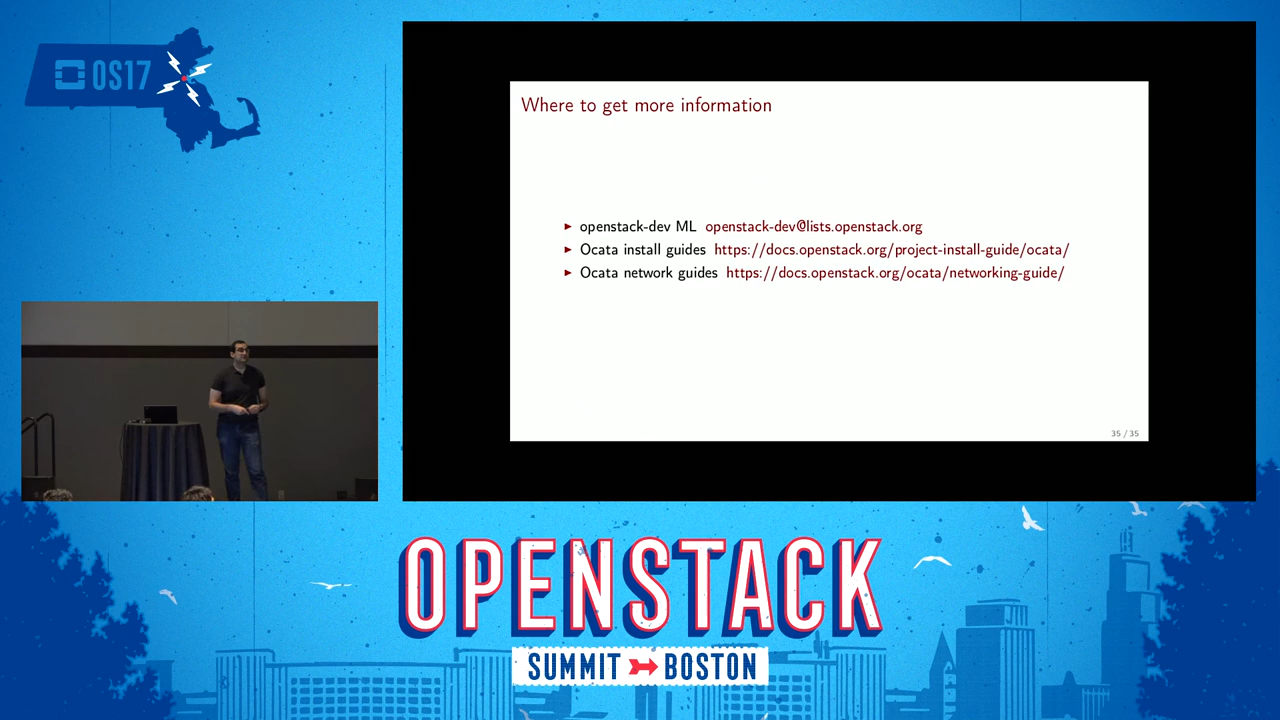 OS17
Where to get more information
► openstack-dev ML openstack-dev@lists.openstack.org
► Ocata install guides https://docs.openstack.org/project-install-guide/ocata/
► Ocata network guides https://docs.openstack.org/ocata/networking-guide/
35 / 35
OPENSTACK
SUMMIT BOSTON